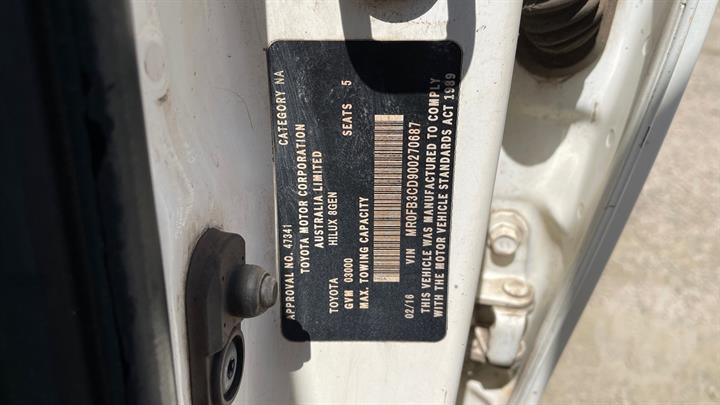 APPROVAL NO. 47341 CATEGORY NA
TOYOTA MOTOR CORPORATION
AUSTRALIA LIMITED
HILUX 8GEN
TOYOTA
GVM 03000 SEATS 5
MAX. TOWING CAPACITY
02/16 VIN MR0FB3CD900270687
THIS VEHICLE WAS MANUFACTURED TO COMPLY
WITH THE MOTOR VEHICLE STANDARDS ACT 1989